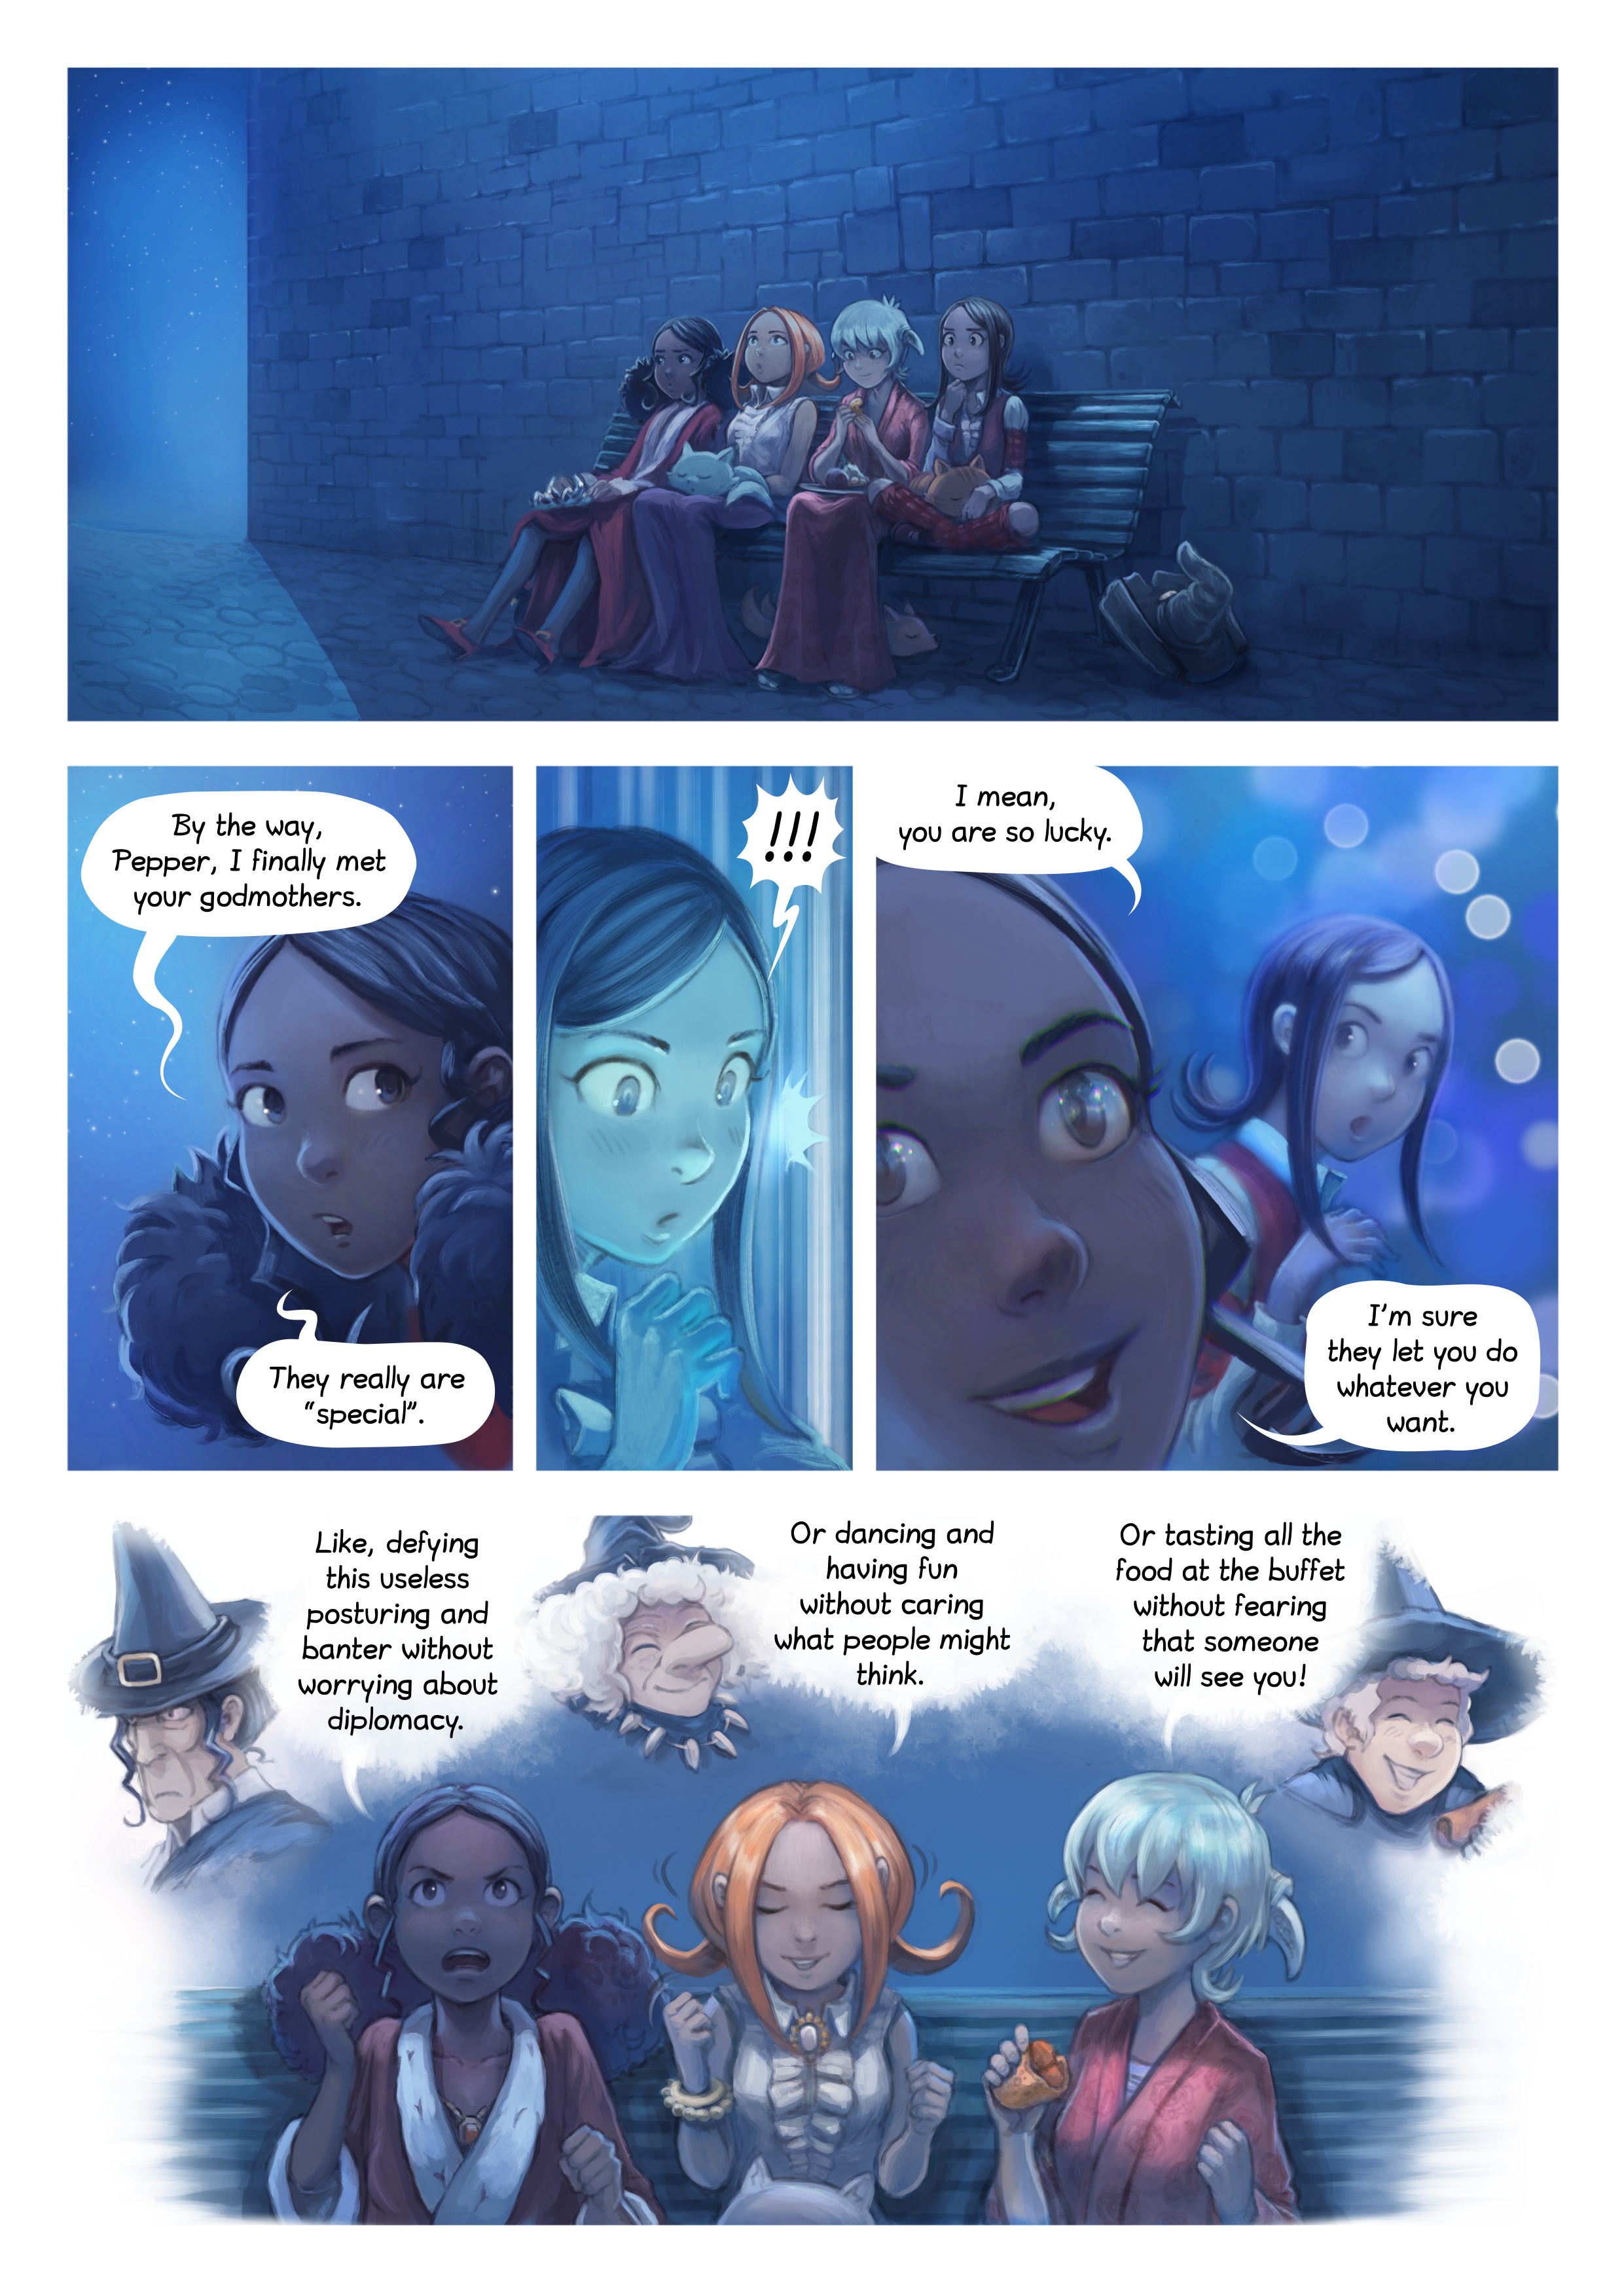 By the way,
Pepper, I finally met
your godmothers.
They really are
“special”.
!!!
I mean,
you are so lucky.
I’m sure
they let you do
whatever you
want.
Like, defying
this useless
posturing and
banter without
worrying about
diplomacy.
Or dancing and
having fun
without caring
what people might
think.
Or tasting all the
food at the buffet
without fearing
that someone
will see you!